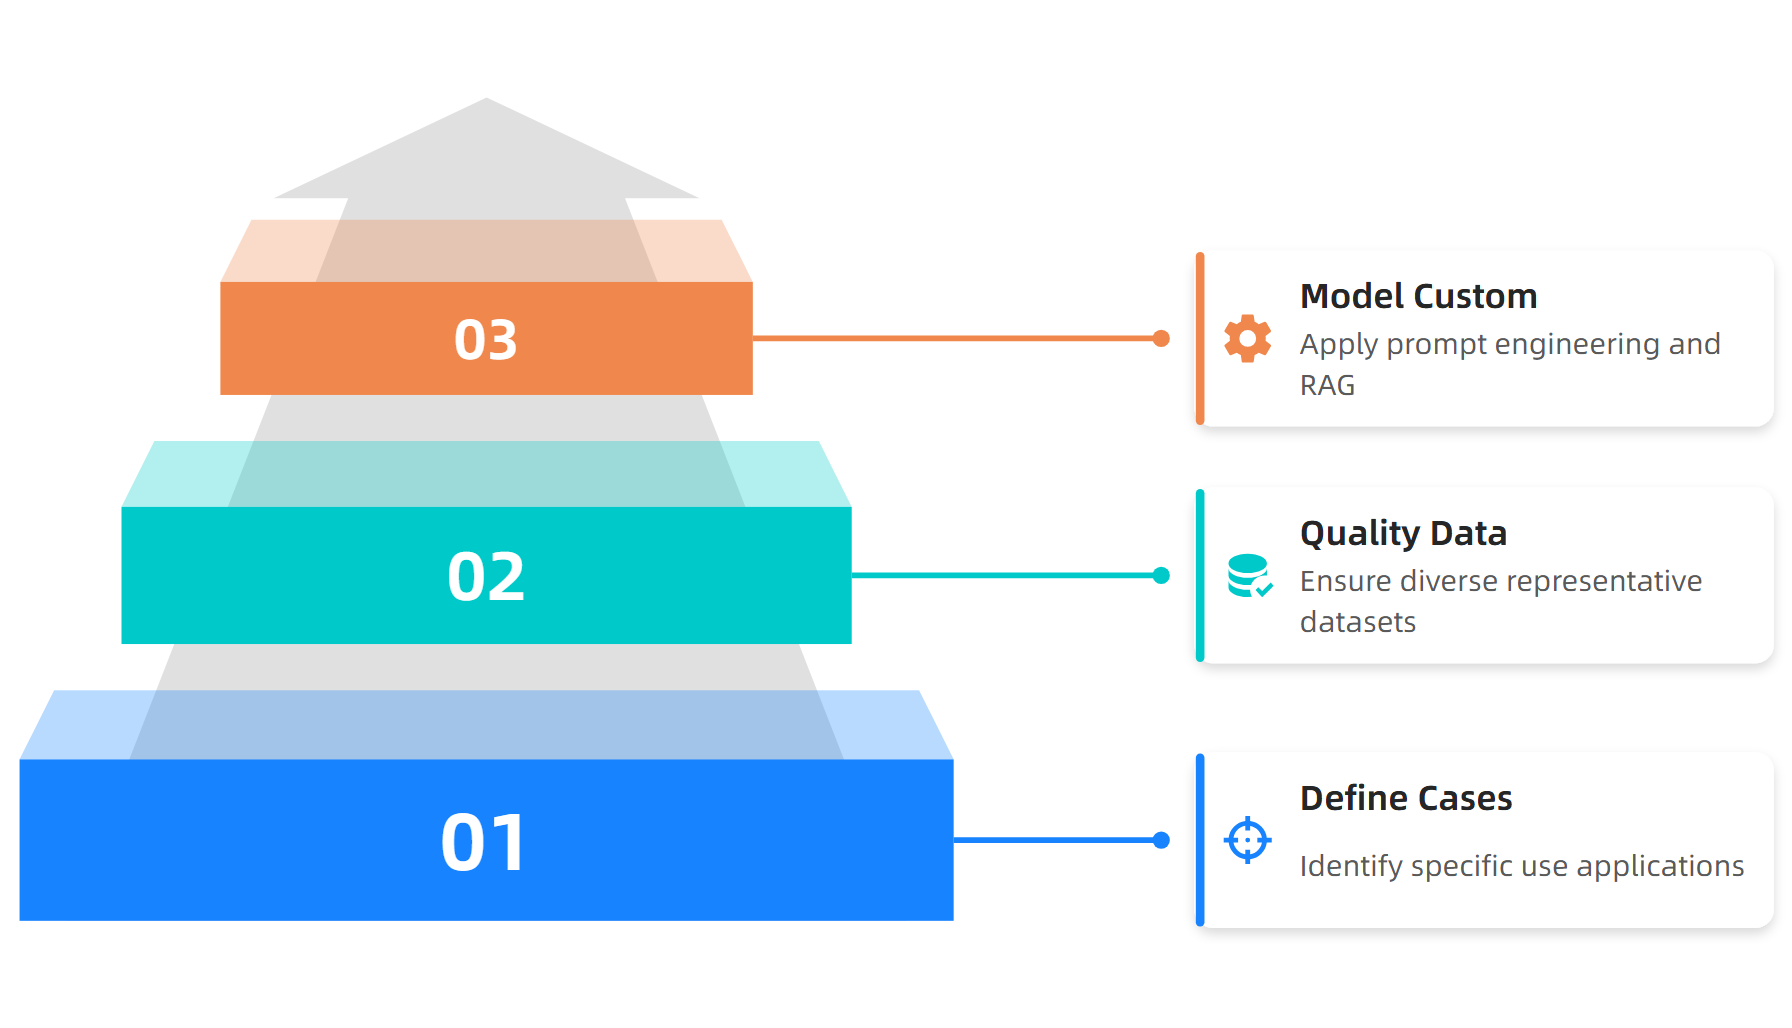 03
Model Custom
Apply prompt engineering and
RAG
02
Quality Data
Ensure diverse representative
datasets
01
Define Cases
Identify specific use applications